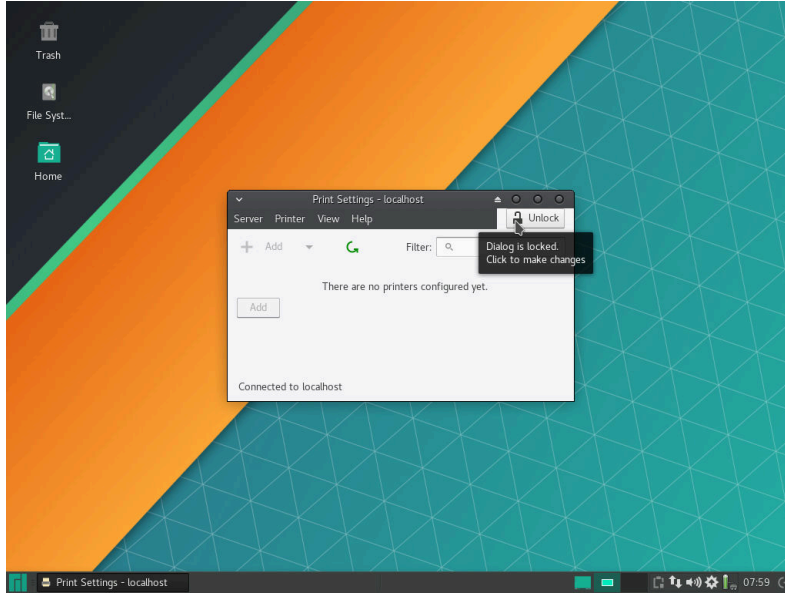 Trash
File Syst...
Home
Print Settings - localhost
Server Printer View Help
Unlock
Add
Filter:
Dialog is locked.
Click to make changes
There are no printers configured yet.
Add
Connected to localhost
Print Settings - localhost
07:59